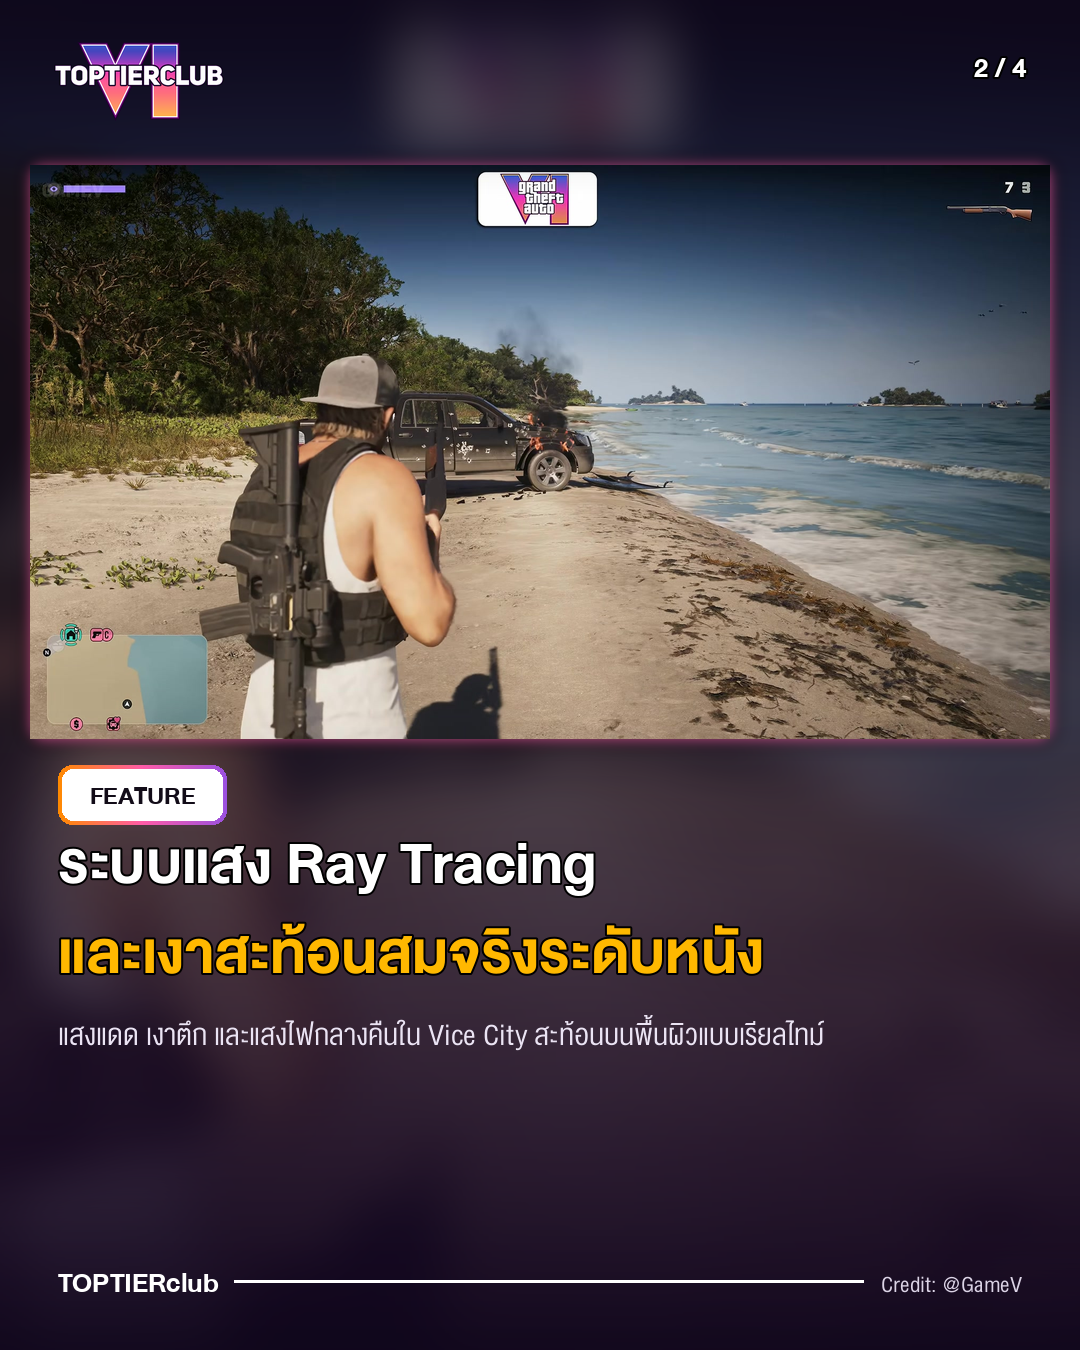 TOPTIERCLUB
2 / 4
grand
theft
auto
VI
7 3
N
C
A
$
FEATURE
ระบบแสง Ray Tracing
และเงาสะท้อนสมจริงระดับหนัง
แสงแดด เงาตึก และแสงไฟกลางคืนใน Vice City สะท้อนบนพื้นผิวแบบเรียลไทม์
TOPTIERclub
Credit: @GameV